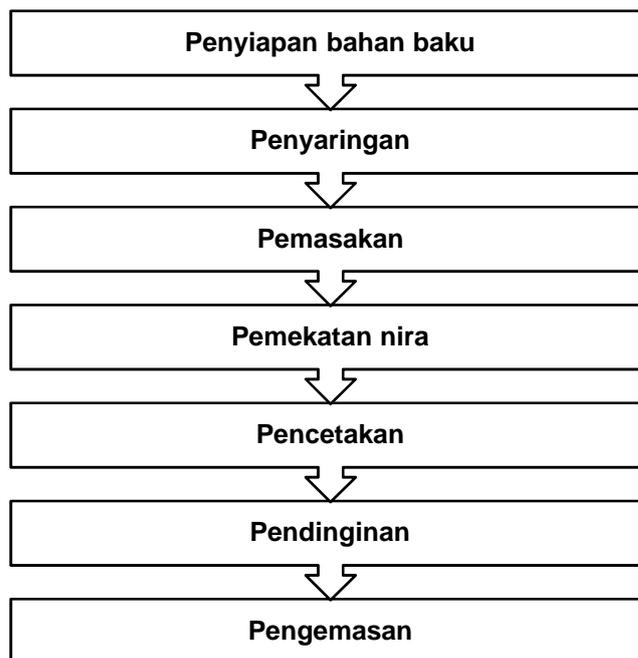 Penyiapan bahan baku
Penyaringan
Pemasakan
Pemekatan nira
Pencetakan
Pendinginan
Pengemasan